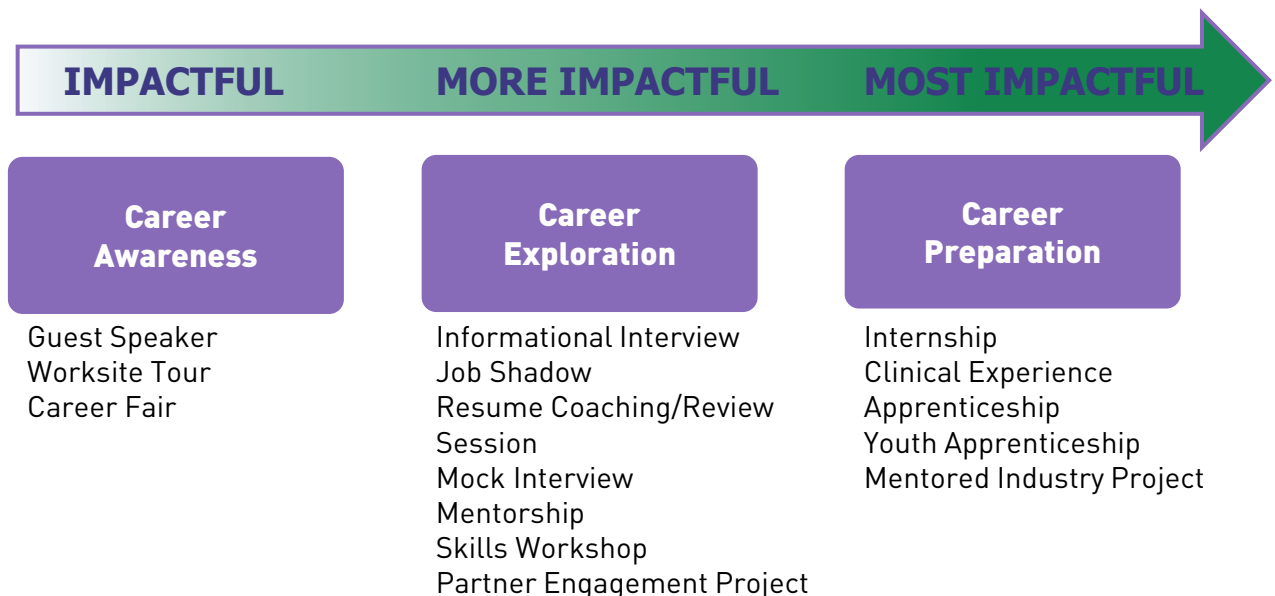 IMPACTFUL
MORE IMPACTFUL
MOST IMPACTFUL
Career
Awareness
Guest Speaker
Worksite Tour
Career Fair
Career
Exploration
Informational Interview
Job Shadow
Resume Coaching/Review
Session
Mock Interview
Mentorship
Skills Workshop
Partner Engagement Project
Career
Preparation
Internship
Clinical Experience
Apprenticeship
Youth Apprenticeship
Mentored Industry Project